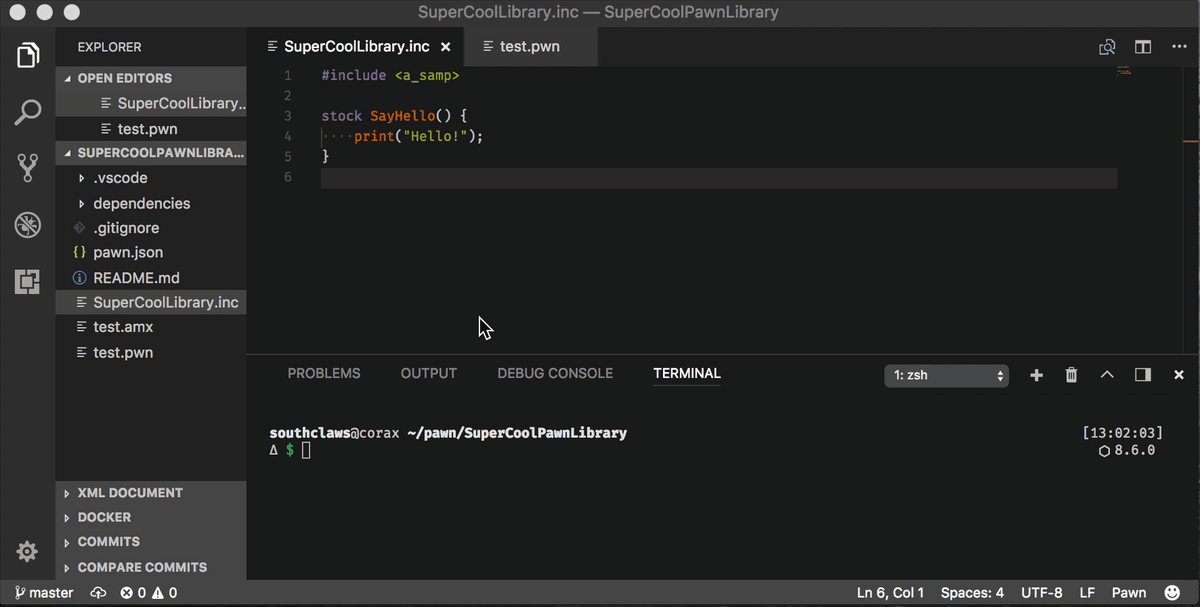 SuperCoolLibrary.inc — SuperCoolPawnLibrary
EXPLORER
OPEN EDITORS
SuperCoolLibrary...
test.pwn
SUPERCOOLPAWNLIBRA...
.vscode
dependencies
.gitignore
{} pawn.json
README.md
SuperCoolLibrary.inc
test.amx
test.pwn
XML DOCUMENT
DOCKER
COMMITS
COMPARE COMMITS
SuperCoolLibrary.inc × test.pwn
1 #include <a_samp>
2
3 stock SayHello() {
4 ····print("Hello!");
5 }
6
PROBLEMS OUTPUT DEBUG CONSOLE TERMINAL 1: zsh
southclaws@corax ~/pawn/SuperCoolPawnLibrary [13:02:03]
Δ $ 8.6.0
master 0 0 Ln 6, Col 1 Spaces: 4 UTF-8 LF Pawn